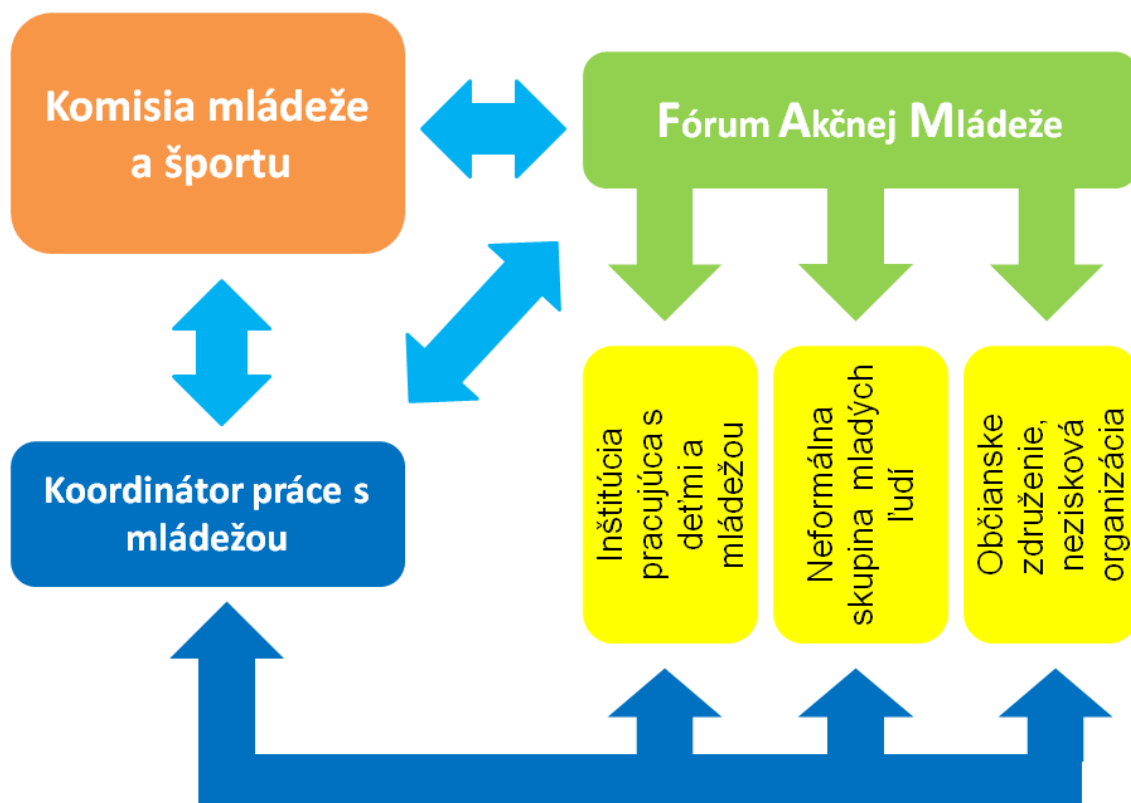 Komisia mládeže
a športu
Fórum Akčnej Mládeže
Koordinátor práce s
mládežou
Inštitúcia
pracujúca s
deťmi a
mládežou
Neformálna
skupina mladých
ľudí
Občianske
združenie,
nezisková
organizácia